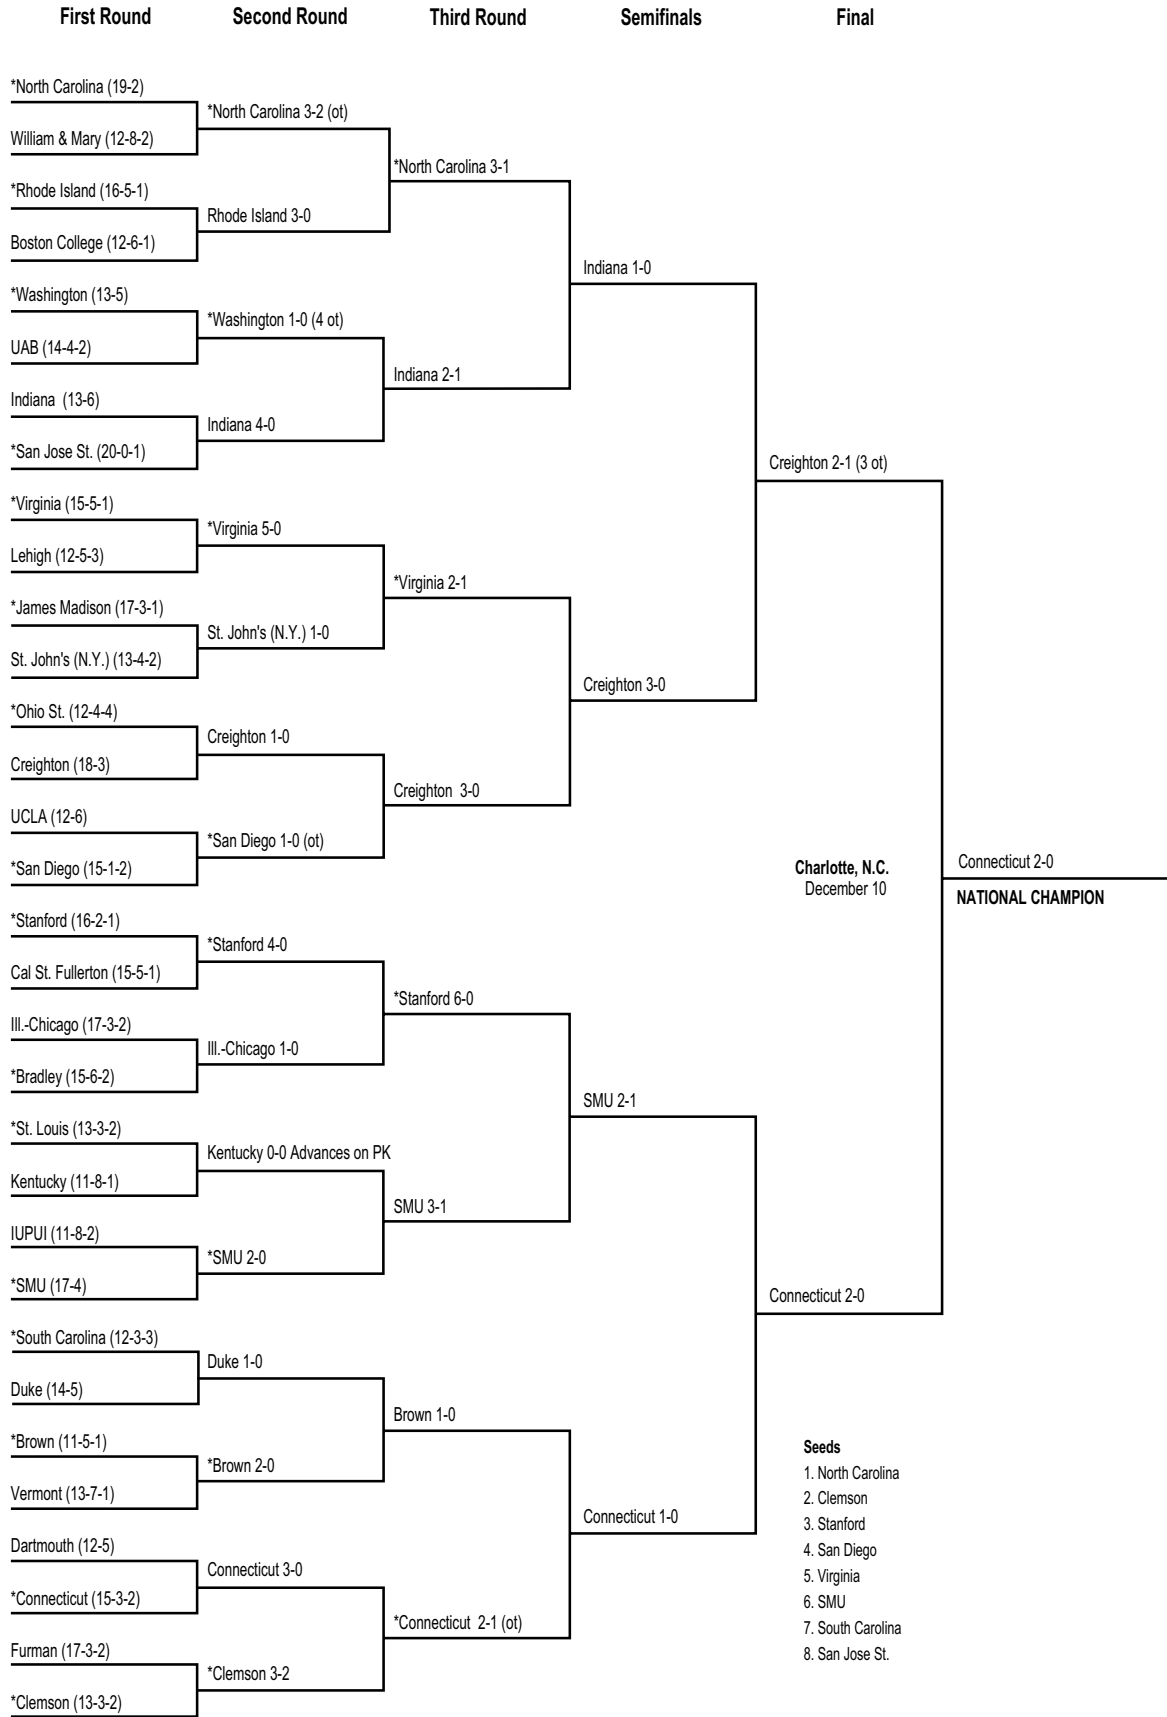 First Round Second Round Third Round Semifinals Final
*North Carolina (19-2)
William & Mary (12-8-2)
*Rhode Island (16-5-1)
Boston College (12-6-1)
*Washington (13-5)
UAB (14-4-2)
Indiana (13-6)
*San Jose St. (20-0-1)
*Virginia (15-5-1)
Lehigh (12-5-3)
*James Madison (17-3-1)
St. John's (N.Y.) (13-4-2)
*Ohio St. (12-4-4)
Creighton (18-3)
UCLA (12-6)
*San Diego (15-1-2)
*Stanford (16-2-1)
Cal St. Fullerton (15-5-1)
Ill.-Chicago (17-3-2)
*Bradley (15-6-2)
*St. Louis (13-3-2)
Kentucky (11-8-1)
IUPUI (11-8-2)
*SMU (17-4)
*South Carolina (12-3-3)
Duke (14-5)
*Brown (11-5-1)
Vermont (13-7-1)
Dartmouth (12-5)
*Connecticut (15-3-2)
Furman (17-3-2)
*Clemson (13-3-2)
*North Carolina 3-2 (ot)
Rhode Island 3-0
*Washington 1-0 (4 ot)
Indiana 4-0
*Virginia 5-0
St. John's (N.Y.) 1-0
Creighton 1-0
*San Diego 1-0 (ot)
*Stanford 4-0
Ill.-Chicago 1-0
Kentucky 0-0 Advances on PK
*SMU 2-0
Duke 1-0
*Brown 2-0
Connecticut 3-0
*Clemson 3-2
*North Carolina 3-1
Indiana 2-1
*Virginia 2-1
Creighton 3-0
*Stanford 6-0
SMU 3-1
Brown 1-0
*Connecticut 2-1 (ot)
Indiana 1-0
Creighton 3-0
SMU 2-1
Connecticut 1-0
Creighton 2-1 (3 ot)
Connecticut 2-0
Charlotte, N.C.
December 10
Connecticut 2-0
NATIONAL CHAMPION
Seeds
1. North Carolina
2. Clemson
3. Stanford
4. San Diego
5. Virginia
6. SMU
7. South Carolina
8. San Jose St.